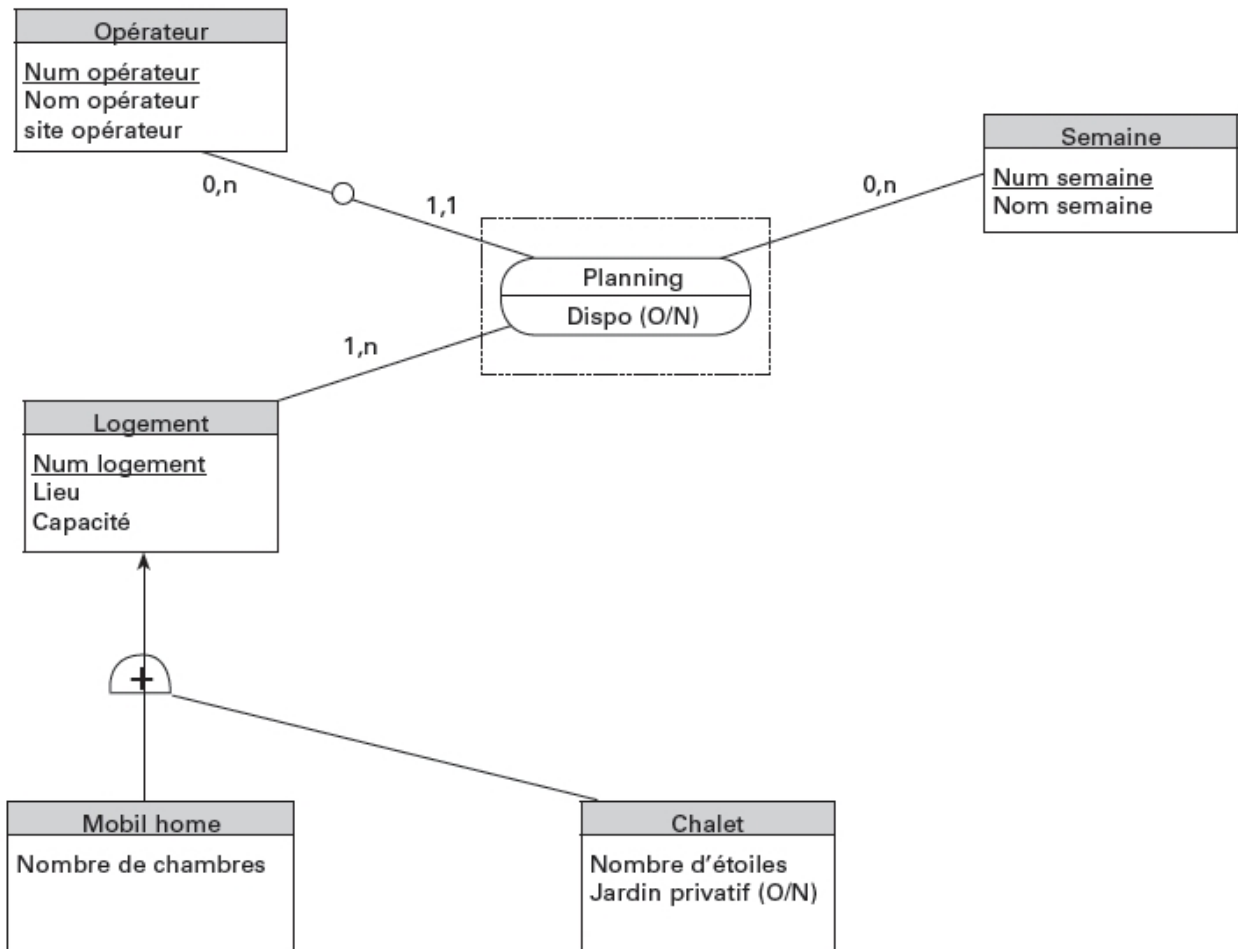 Opérateur
Num opérateur
Nom opérateur
site opérateur
0,n
1,1
0,n
Semaine
Num semaine
Nom semaine
Planning
Dispo (O/N)
1,n
Logement
Num logement
Lieu
Capacité
+
Mobil home
Nombre de chambres
Chalet
Nombre d’étoiles
Jardin privatif (O/N)